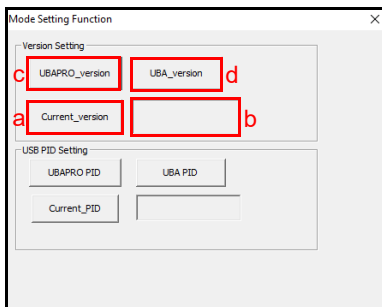 Mode Setting Function
Version Setting
c UBAPRO_version UBA_version d
a Current_version b
USB PID Setting
UBAPRO PID UBA PID
Current_PID